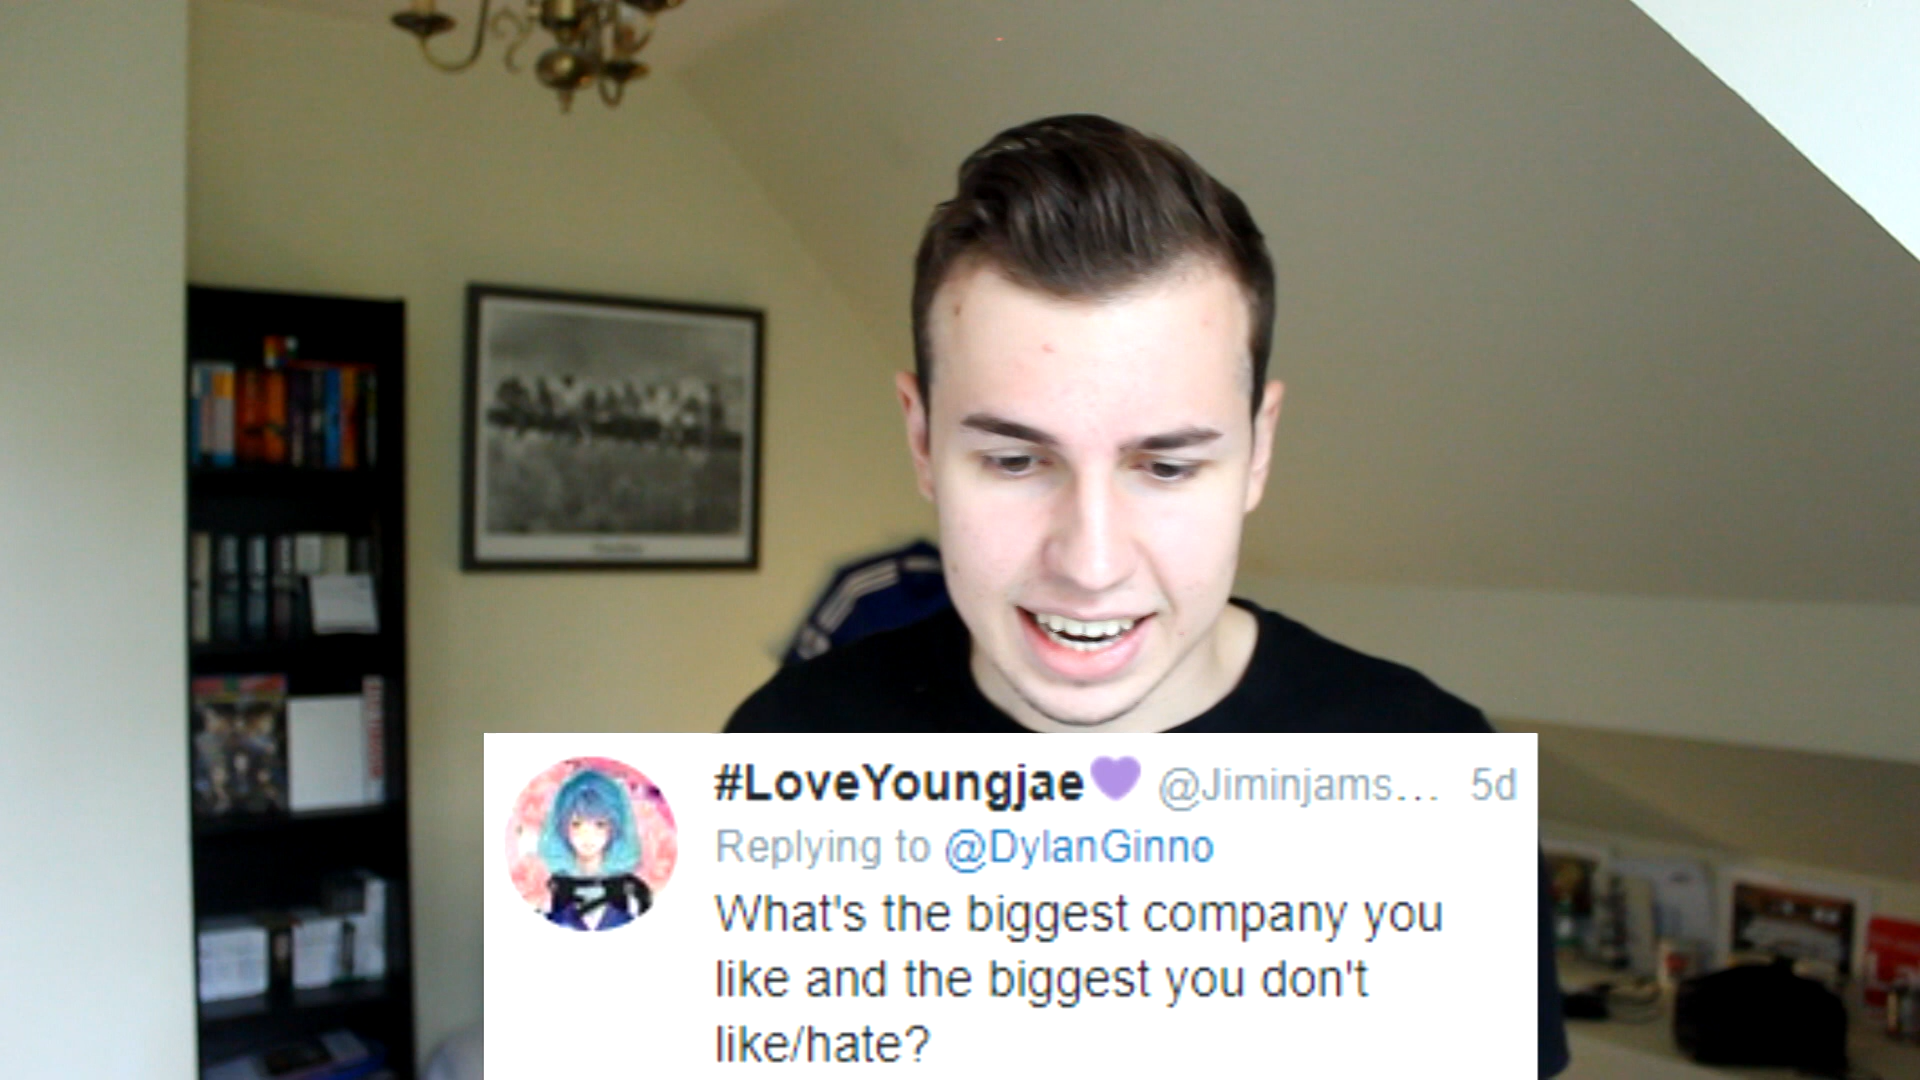 #LoveYoungjae💜 @Jiminjams... 5d
Replying to @DylanGinno
What's the biggest company you
like and the biggest you don't
like/hate?